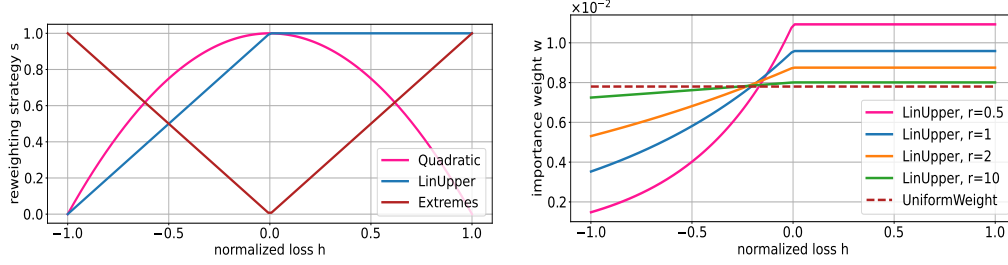 reweighting strategy s
1.0
0.8
0.6
0.4
0.2
0.0
Quadratic
LinUpper
Extremes
−1.0 −0.5 0.0 0.5 1.0
normalized loss h
×10⁻²
importance weight w
1.0
0.8
0.6
0.4
0.2
LinUpper, r=0.5
LinUpper, r=1
LinUpper, r=2
LinUpper, r=10
UniformWeight
−1.0 −0.5 0.0 0.5 1.0
normalized loss h